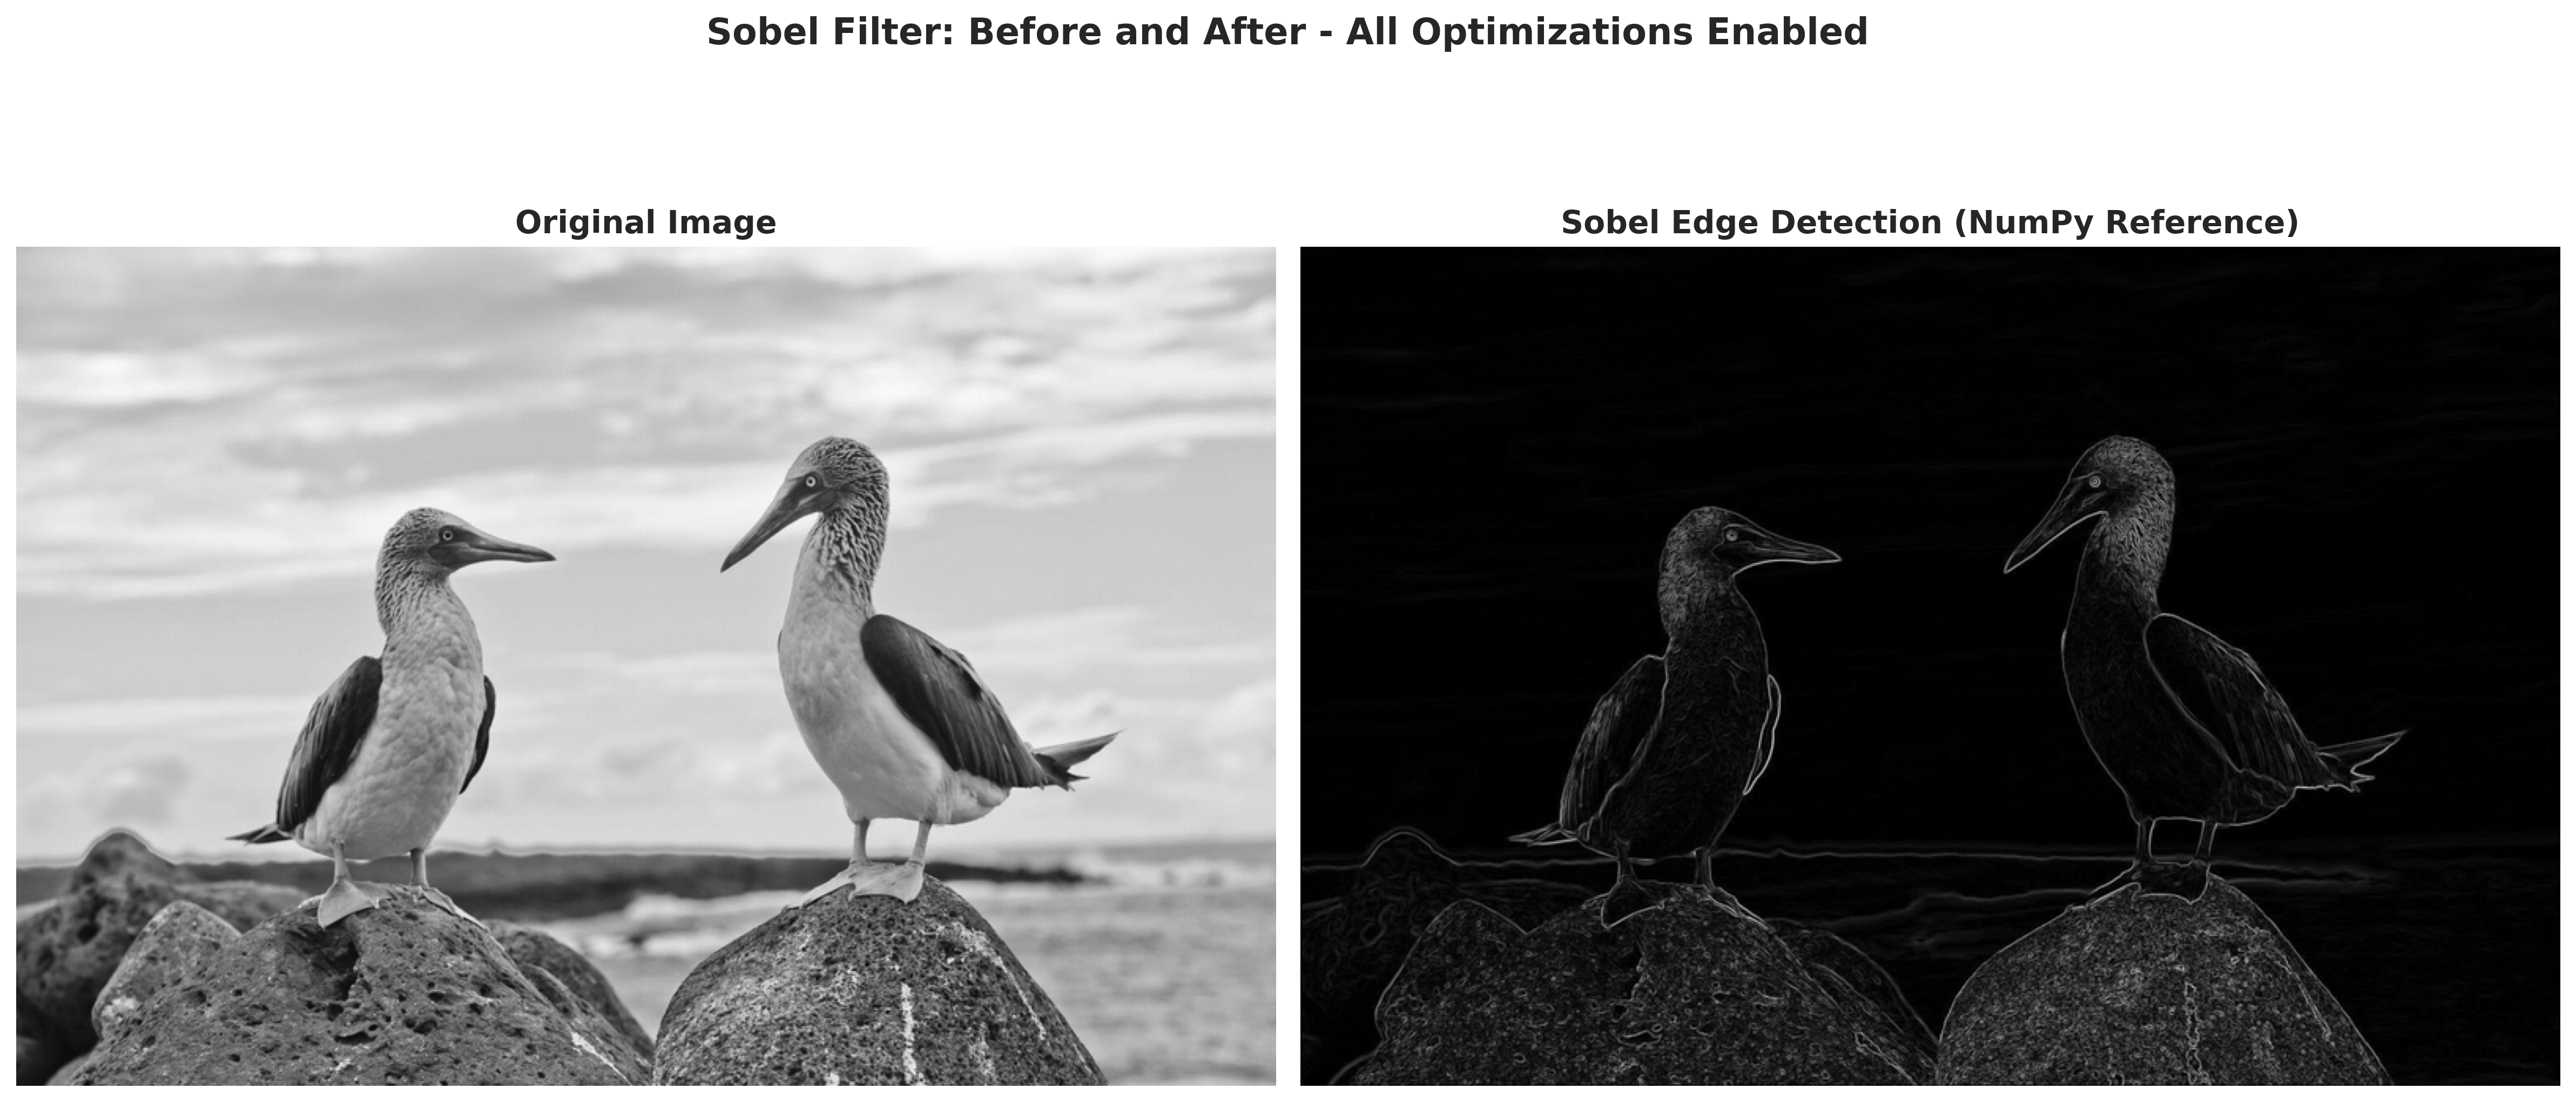 Sobel Filter: Before and After - All Optimizations Enabled
Original Image
Sobel Edge Detection (NumPy Reference)